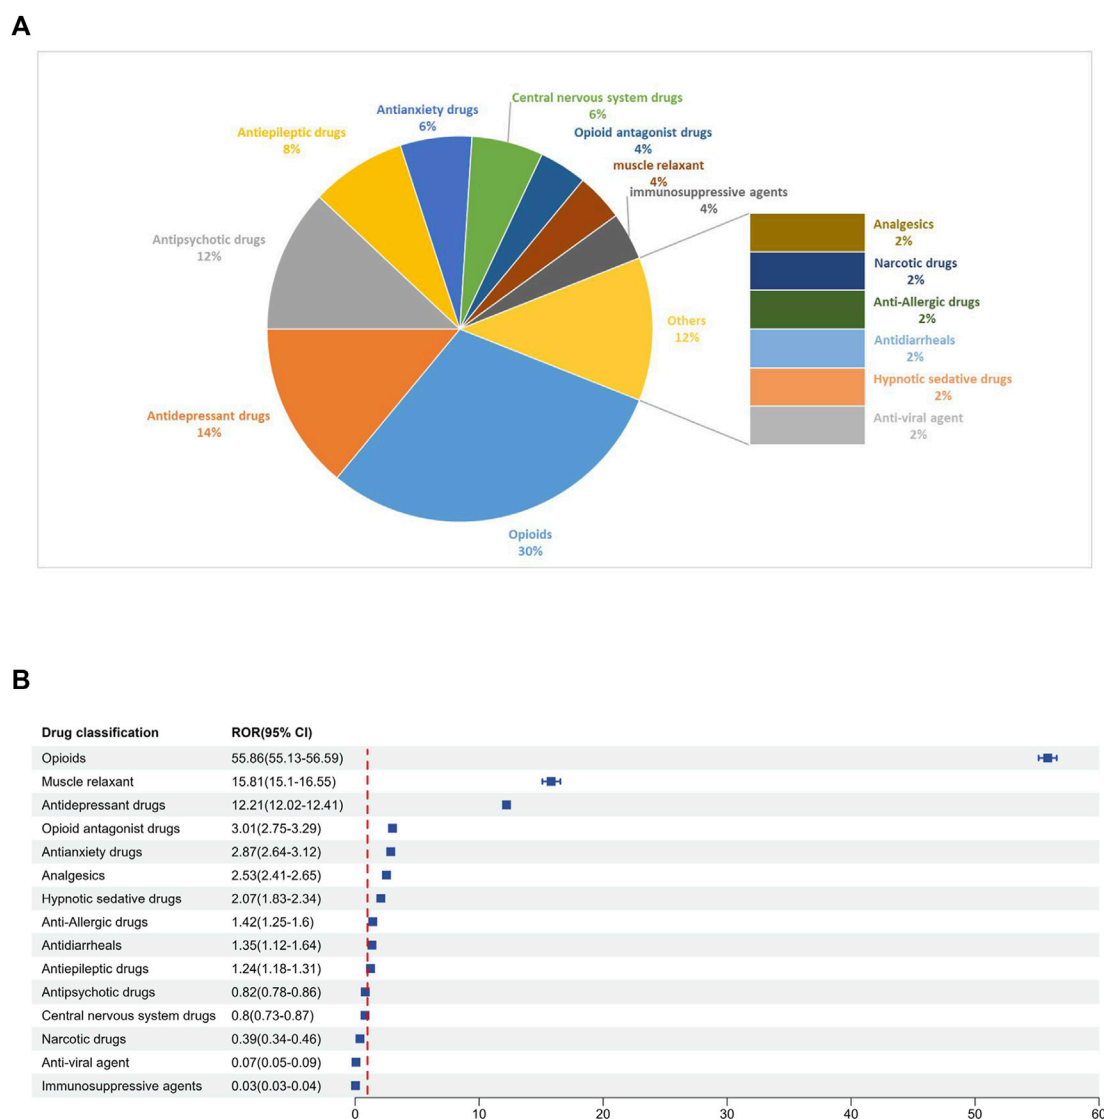 A
Antianxiety drugs
6%
Central nervous system drugs
6%
Antiepileptic drugs
8%
Opioid antagonist drugs
4%
muscle relaxant
4%
immunosuppressive agents
4%
Antipsychotic drugs
12%
Others
12%
Antidepressant drugs
14%
Opioids
30%
Analgesics
2%
Narcotic drugs
2%
Anti-Allergic drugs
2%
Antidiarrheals
2%
Hypnotic sedative drugs
2%
Anti-viral agent
2%
B
Drug classification ROR(95% CI)
Opioids 55.86(55.13-56.59)
Muscle relaxant 15.81(15.1-16.55)
Antidepressant drugs 12.21(12.02-12.41)
Opioid antagonist drugs 3.01(2.75-3.29)
Antianxiety drugs 2.87(2.64-3.12)
Analgesics 2.53(2.41-2.65)
Hypnotic sedative drugs 2.07(1.83-2.34)
Anti-Allergic drugs 1.42(1.25-1.6)
Antidiarrheals 1.35(1.12-1.64)
Antiepileptic drugs 1.24(1.18-1.31)
Antipsychotic drugs 0.82(0.78-0.86)
Central nervous system drugs 0.8(0.73-0.87)
Narcotic drugs 0.39(0.34-0.46)
Anti-viral agent 0.07(0.05-0.09)
Immunosuppressive agents 0.03(0.03-0.04)
0 10 20 30 40 50 60